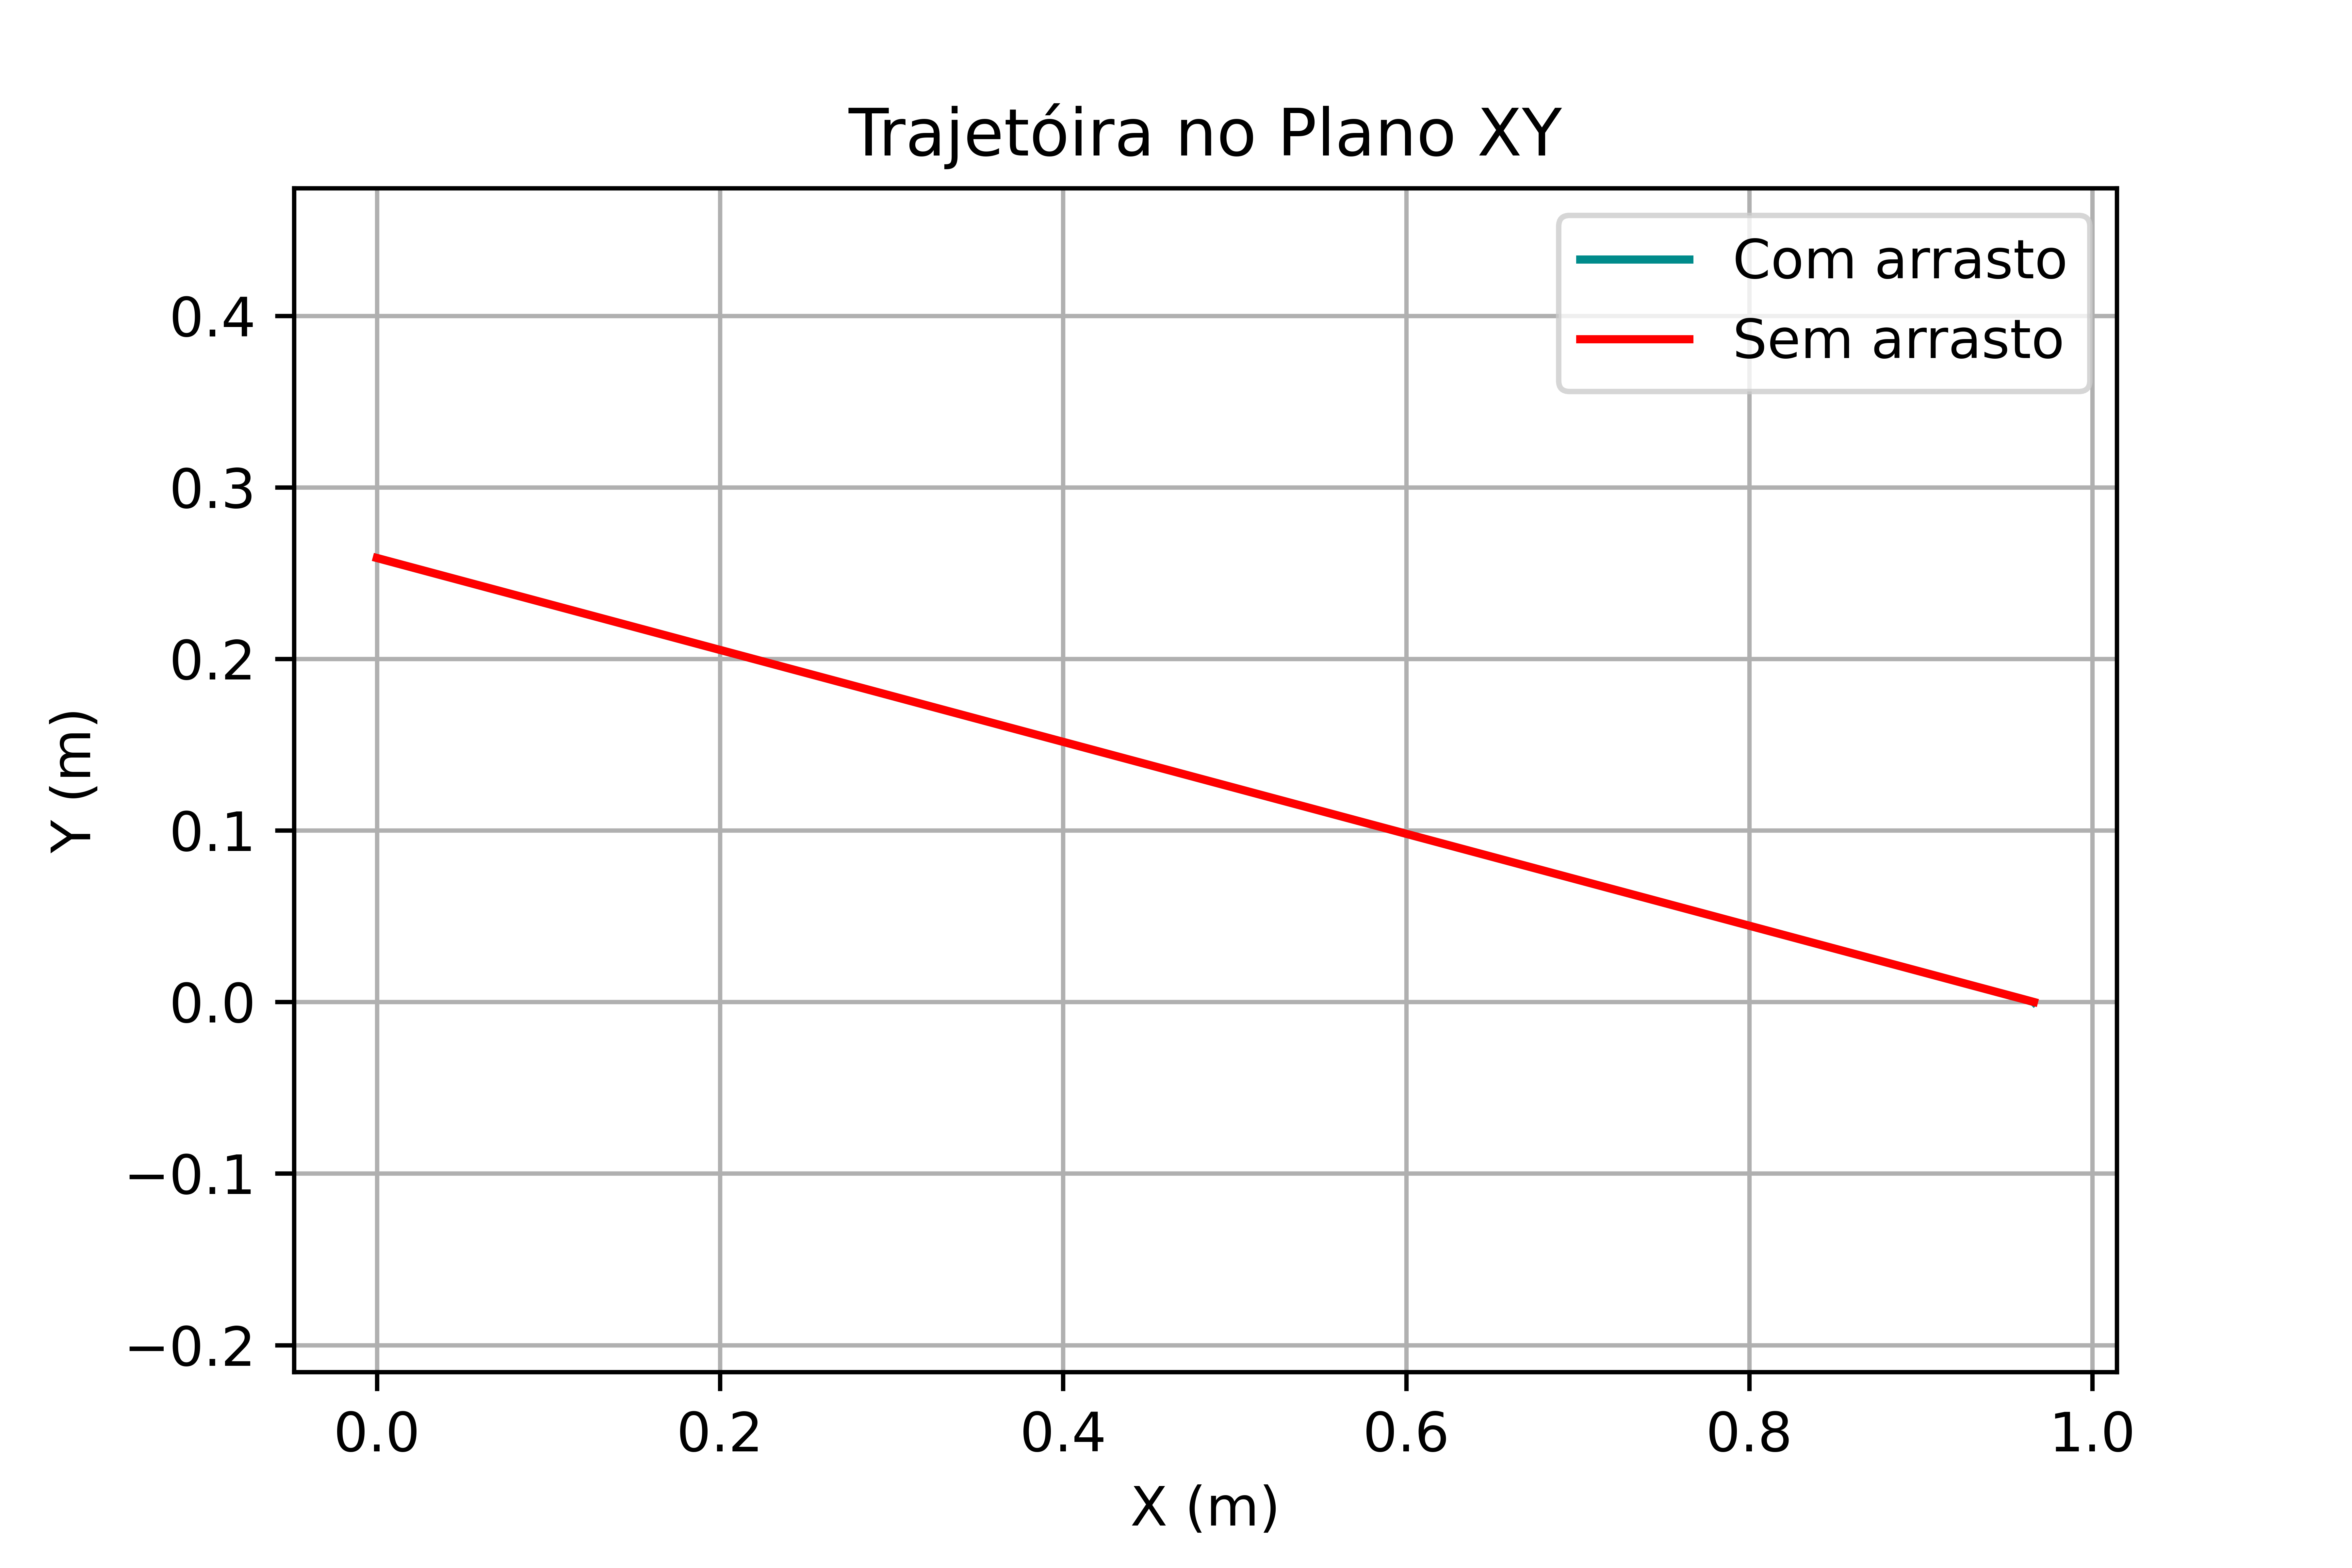 Trajetóira no Plano XY
Com arrasto
Sem arrasto
0.4
0.3
0.2
0.1
0.0
−0.1
−0.2
Y (m)
0.0 0.2 0.4 0.6 0.8 1.0
X (m)